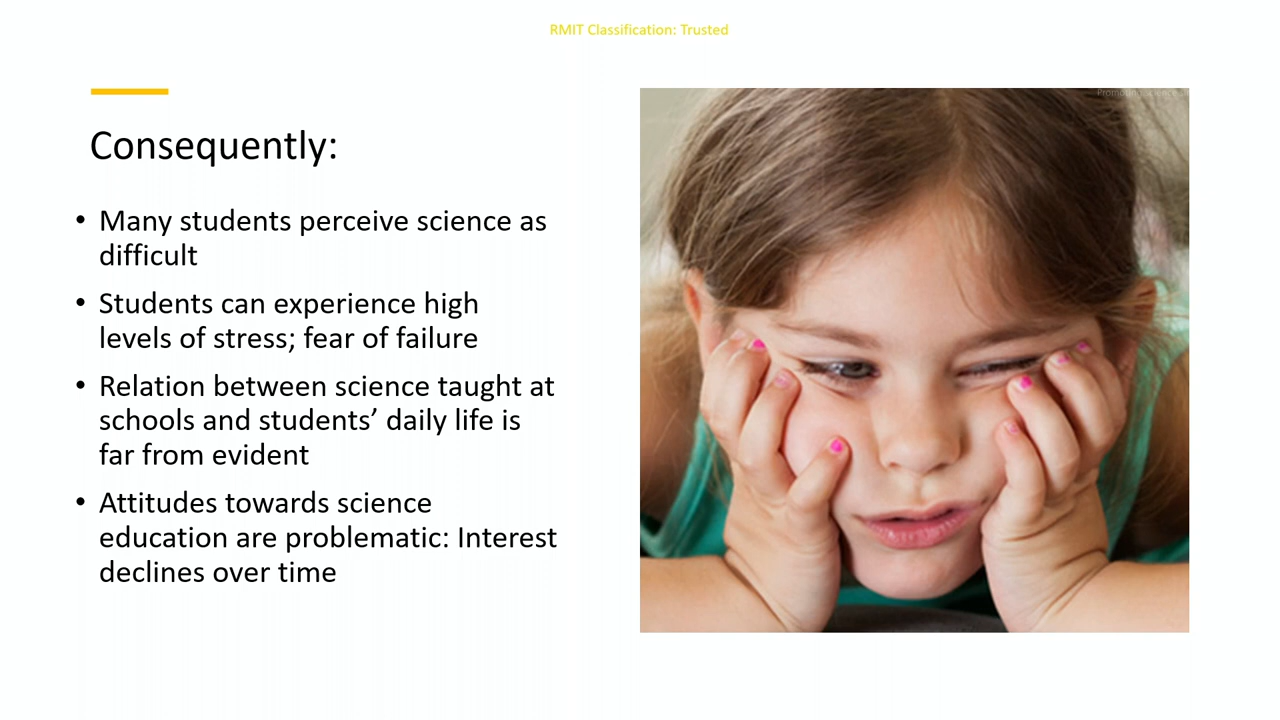 RMIT Classification: Trusted
Consequently:
• Many students perceive science as
difficult
• Students can experience high
levels of stress; fear of failure
• Relation between science taught at
schools and students’ daily life is
far from evident
• Attitudes towards science
education are problematic: Interest
declines over time